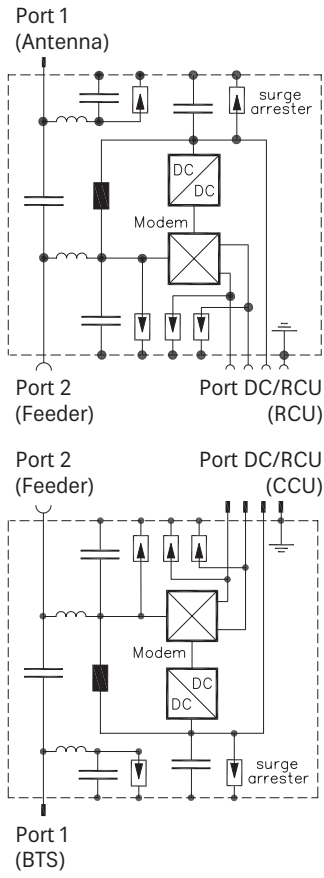 Port 1
(Antenna)
surge
arrester
DC
DC
Modem
Port 2
(Feeder)
Port DC/RCU
(RCU)
Port 2
(Feeder)
Port DC/RCU
(CCU)
Modem
DC
DC
surge
arrester
Port 1
(BTS)